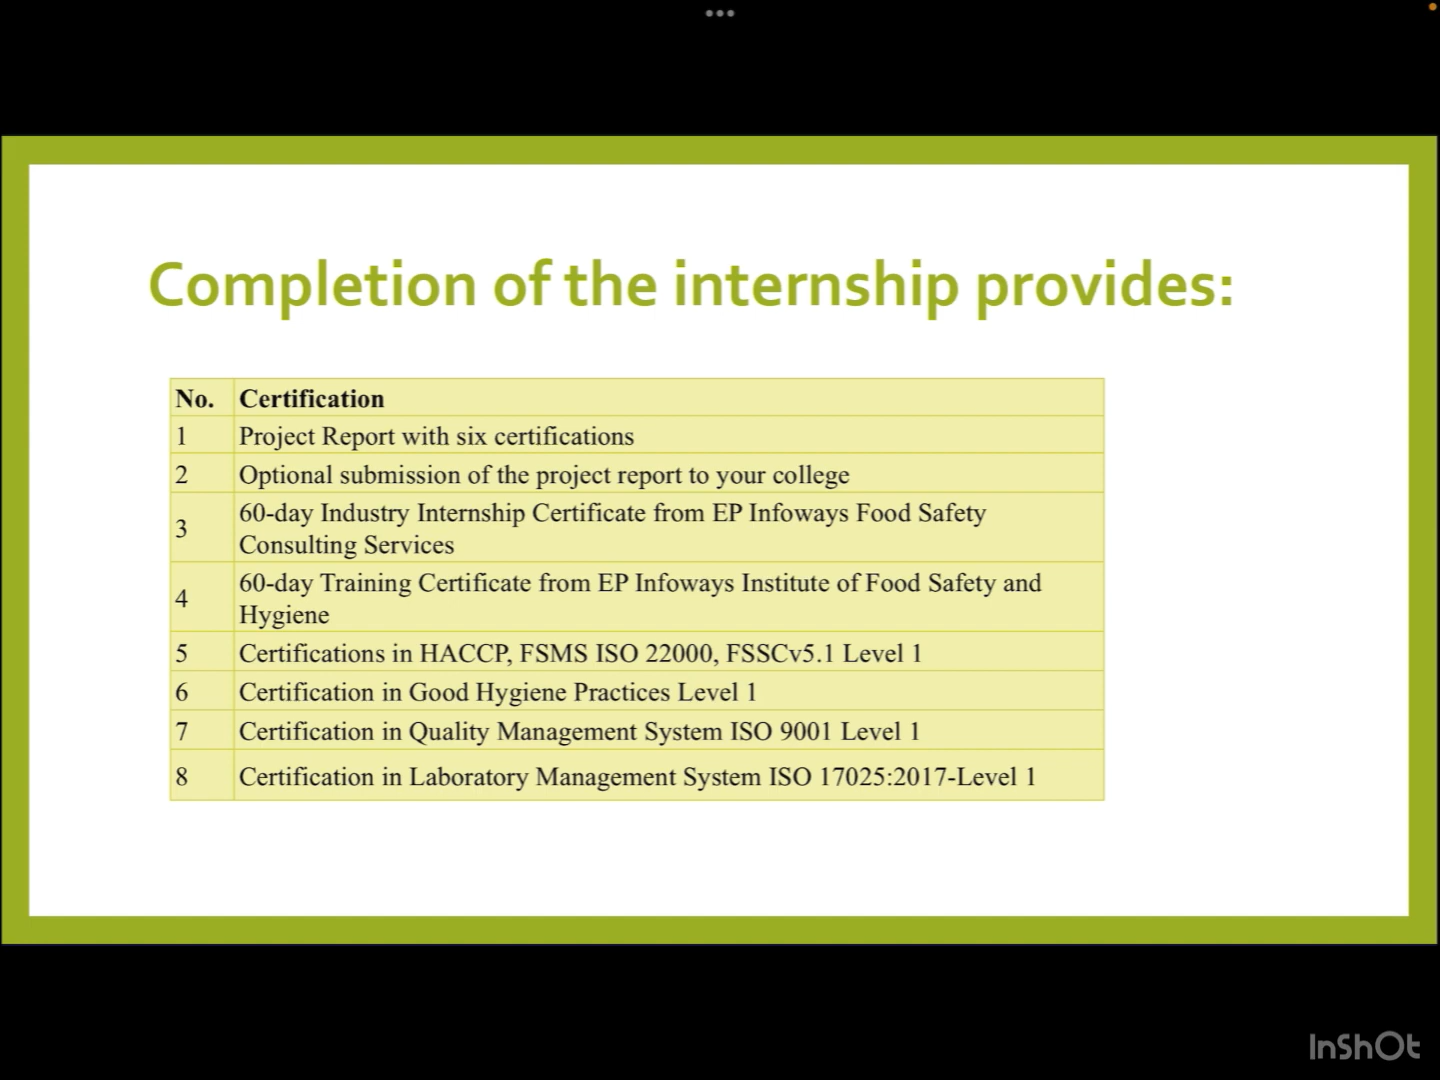 Completion of the internship provides:
No. Certification
1 Project Report with six certifications
2 Optional submission of the project report to your college
3 60-day Industry Internship Certificate from EP Infoways Food Safety
Consulting Services
4 60-day Training Certificate from EP Infoways Institute of Food Safety and
Hygiene
5 Certifications in HACCP, FSMS ISO 22000, FSSCv5.1 Level 1
6 Certification in Good Hygiene Practices Level 1
7 Certification in Quality Management System ISO 9001 Level 1
8 Certification in Laboratory Management System ISO 17025:2017-Level 1
InShOt